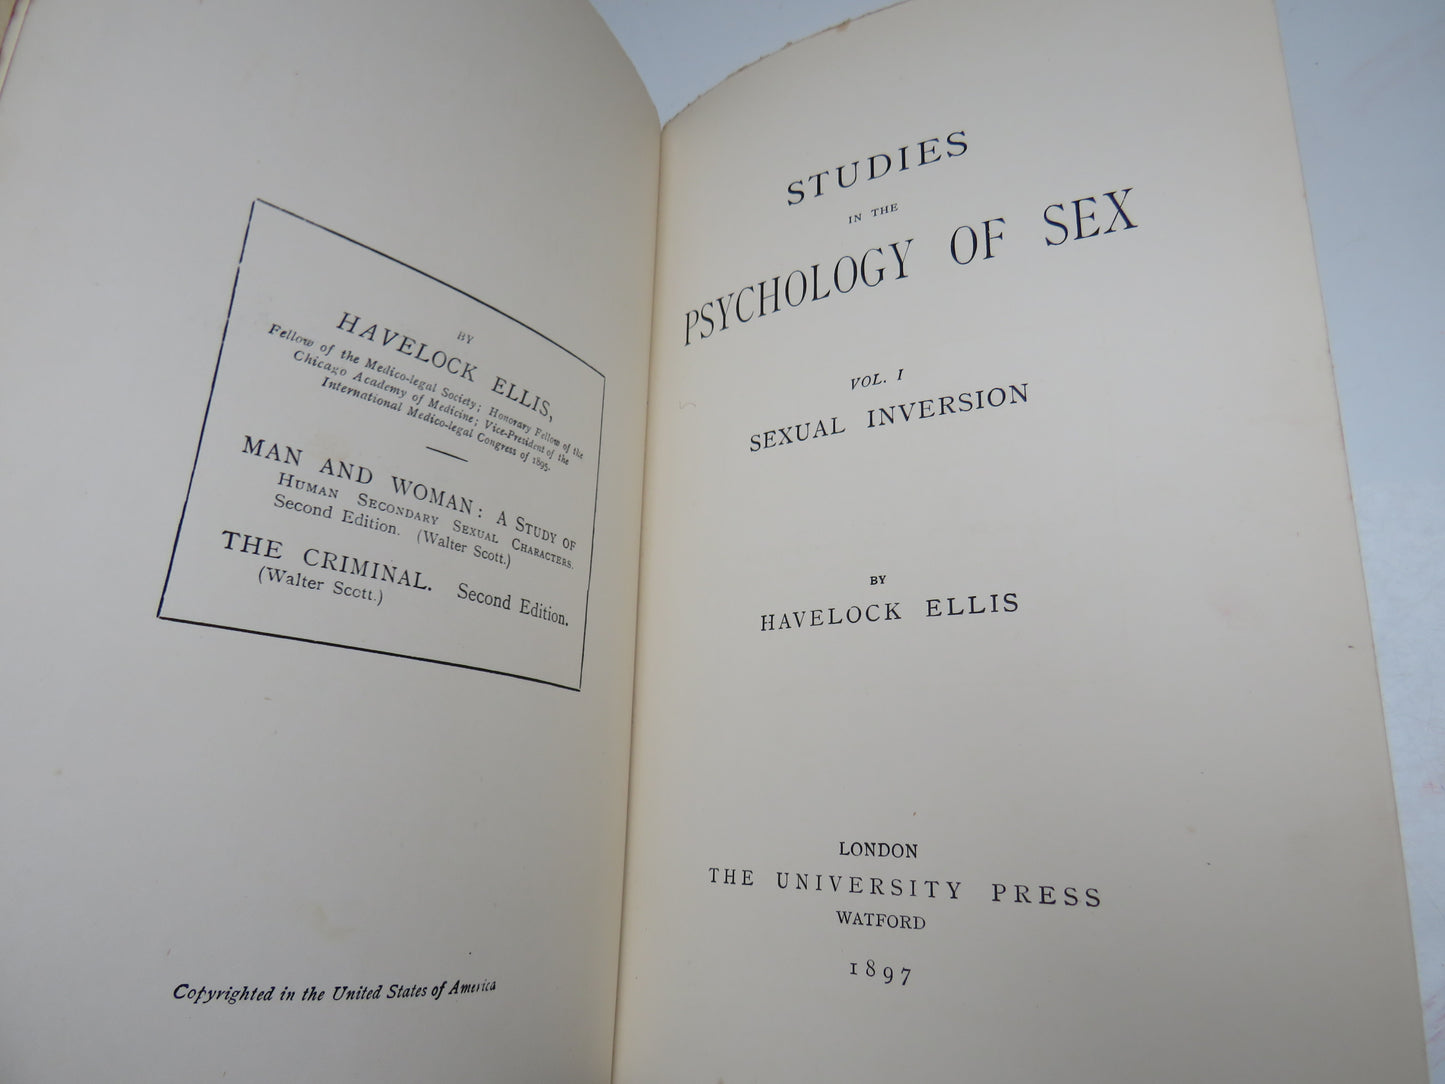 BY
HAVELOCK ELLIS,
Fellow of the Medico-legal Society; Honorary Fellow of the
Chicago Academy of Medicine; Vice-President of the
International Medico-legal Congress of 1895.
MAN AND WOMAN: A STUDY OF
HUMAN SECONDARY SEXUAL CHARACTERS.
Second Edition. (Walter Scott.)
THE CRIMINAL. Second Edition.
(Walter Scott.)
Copyrighted in the United States of America
STUDIES
IN THE
PSYCHOLOGY OF SEX
VOL. I
SEXUAL INVERSION
BY
HAVELOCK ELLIS
LONDON
THE UNIVERSITY PRESS
WATFORD
1897